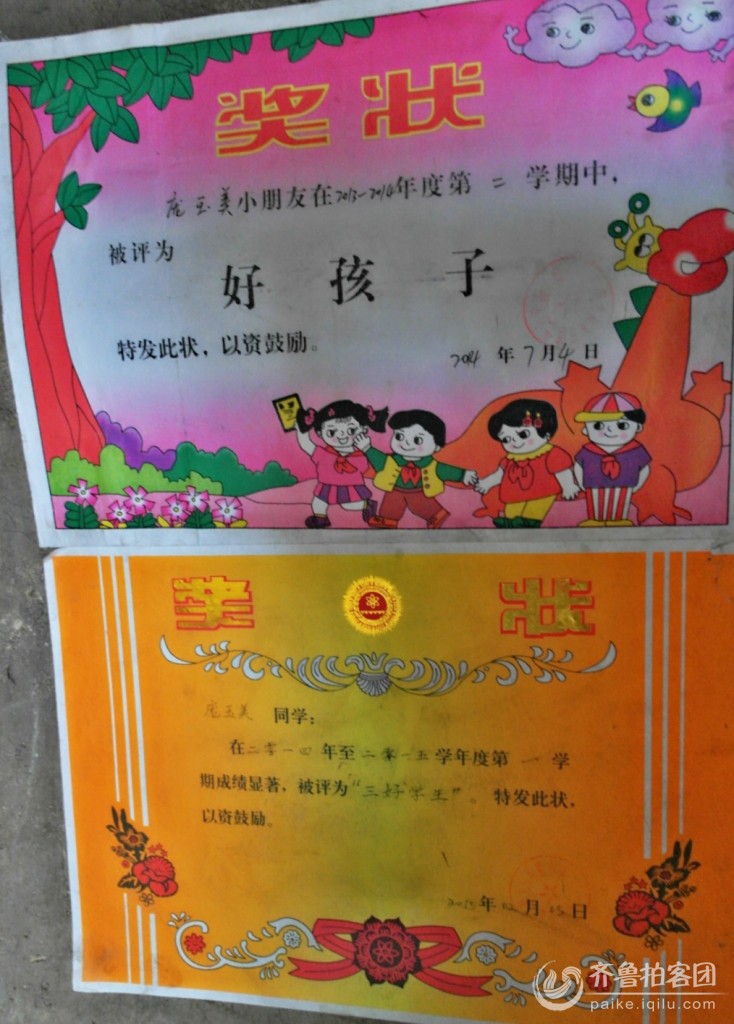 奖状
庞玉美小朋友在2013-2014年度第二学期中,
被评为
好孩子
特发此状, 以资鼓励。
2014年7月4日
奖状
庞玉美 同学:
在二零一四年至二零一五学年度第一学
期成绩显著, 被评为"三好学生"。特发此状,
以资鼓励。
2015年02月05日
齐鲁拍客团
paike.iqilu.com